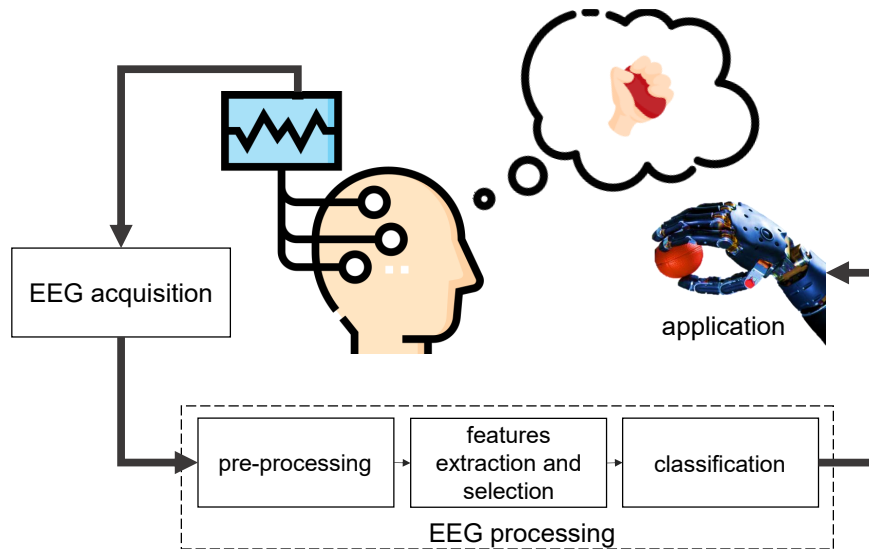 EEG acquisition
application
pre-processing
features
extraction and
selection
classification
EEG processing